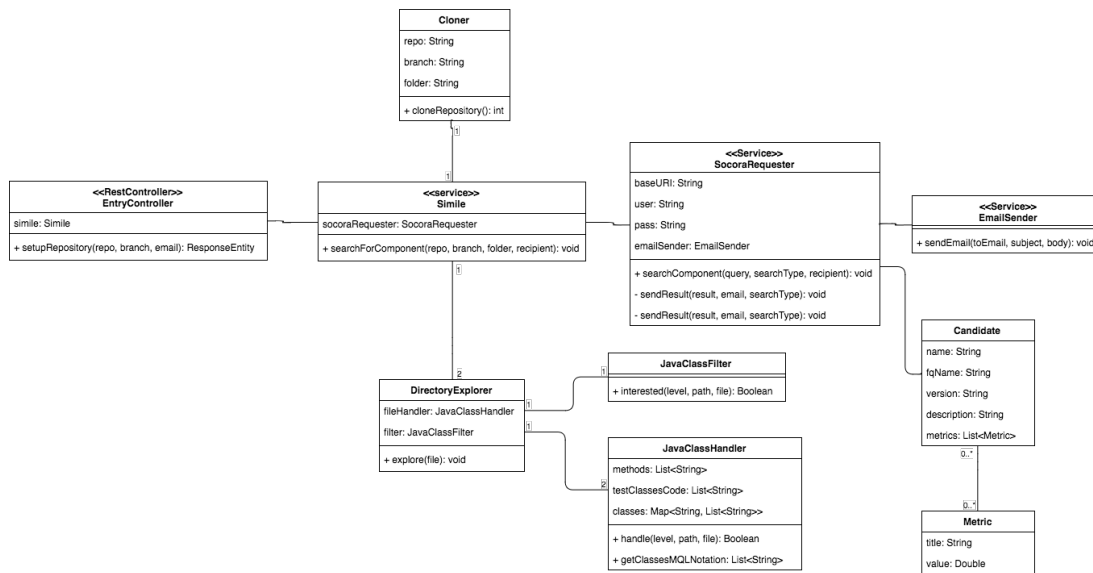 Cloner
repo: String
branch: String
folder: String
+ cloneRepository(): int
1
1
<<RestController>>
EntryController
simile: Simile
+ setupRepository(repo, branch, email): ResponseEntity
<<service>>
Simile
socoraRequester: SocoraRequester
+ searchForComponent(repo, branch, folder, recipient): void
1
2
<<Service>>
SocoraRequester
baseURI: String
user: String
pass: String
emailSender: EmailSender
+ searchComponent(query, searchType, recipient): void
- sendResult(result, email, searchType): void
- sendResult(result, email, searchType): void
<<Service>>
EmailSender
+ sendEmail(toEmail, subject, body): void
Candidate
name: String
fqName: String
version: String
description: String
metrics: List<Metric>
0..*
0..*
Metric
title: String
value: Double
DirectoryExplorer
fileHandler: JavaClassHandler
filter: JavaClassFilter
+ explore(file): void
1
1
1
2
JavaClassFilter
+ interested(level, path, file): Boolean
JavaClassHandler
methods: List<String>
testClassesCode: List<String>
classes: Map<String, List<String>>
+ handle(level, path, file): Boolean
+ getClassesMQLNotation: List<String>